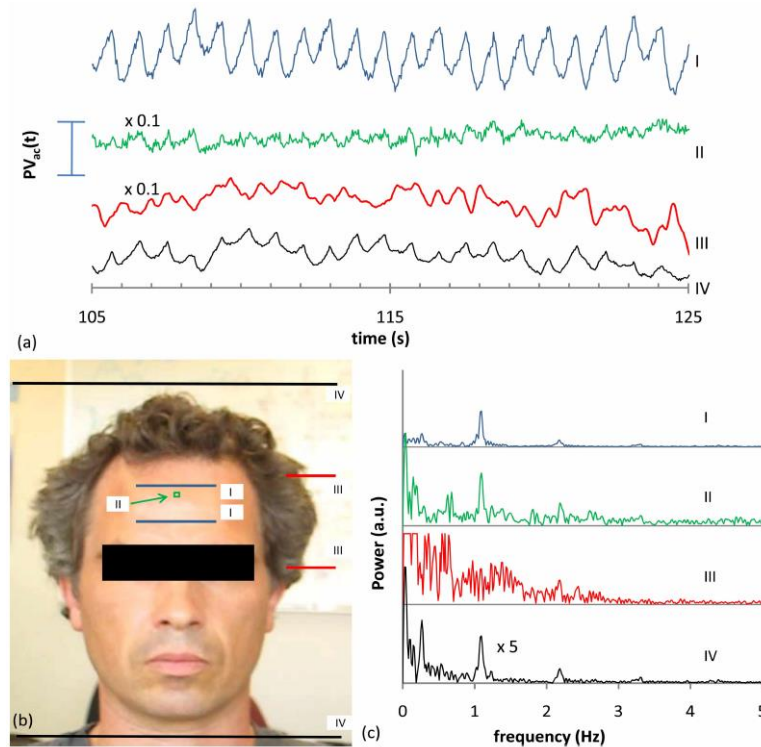 I
x 0.1
II
PVac(t)
x 0.1
III
IV
105 115 125
time (s)
(a)
IV
III
II I
I
III
IV
(b)
I
II
Power (a.u.)
III
x 5 IV
0 1 2 3 4 5
frequency (Hz)
(c)